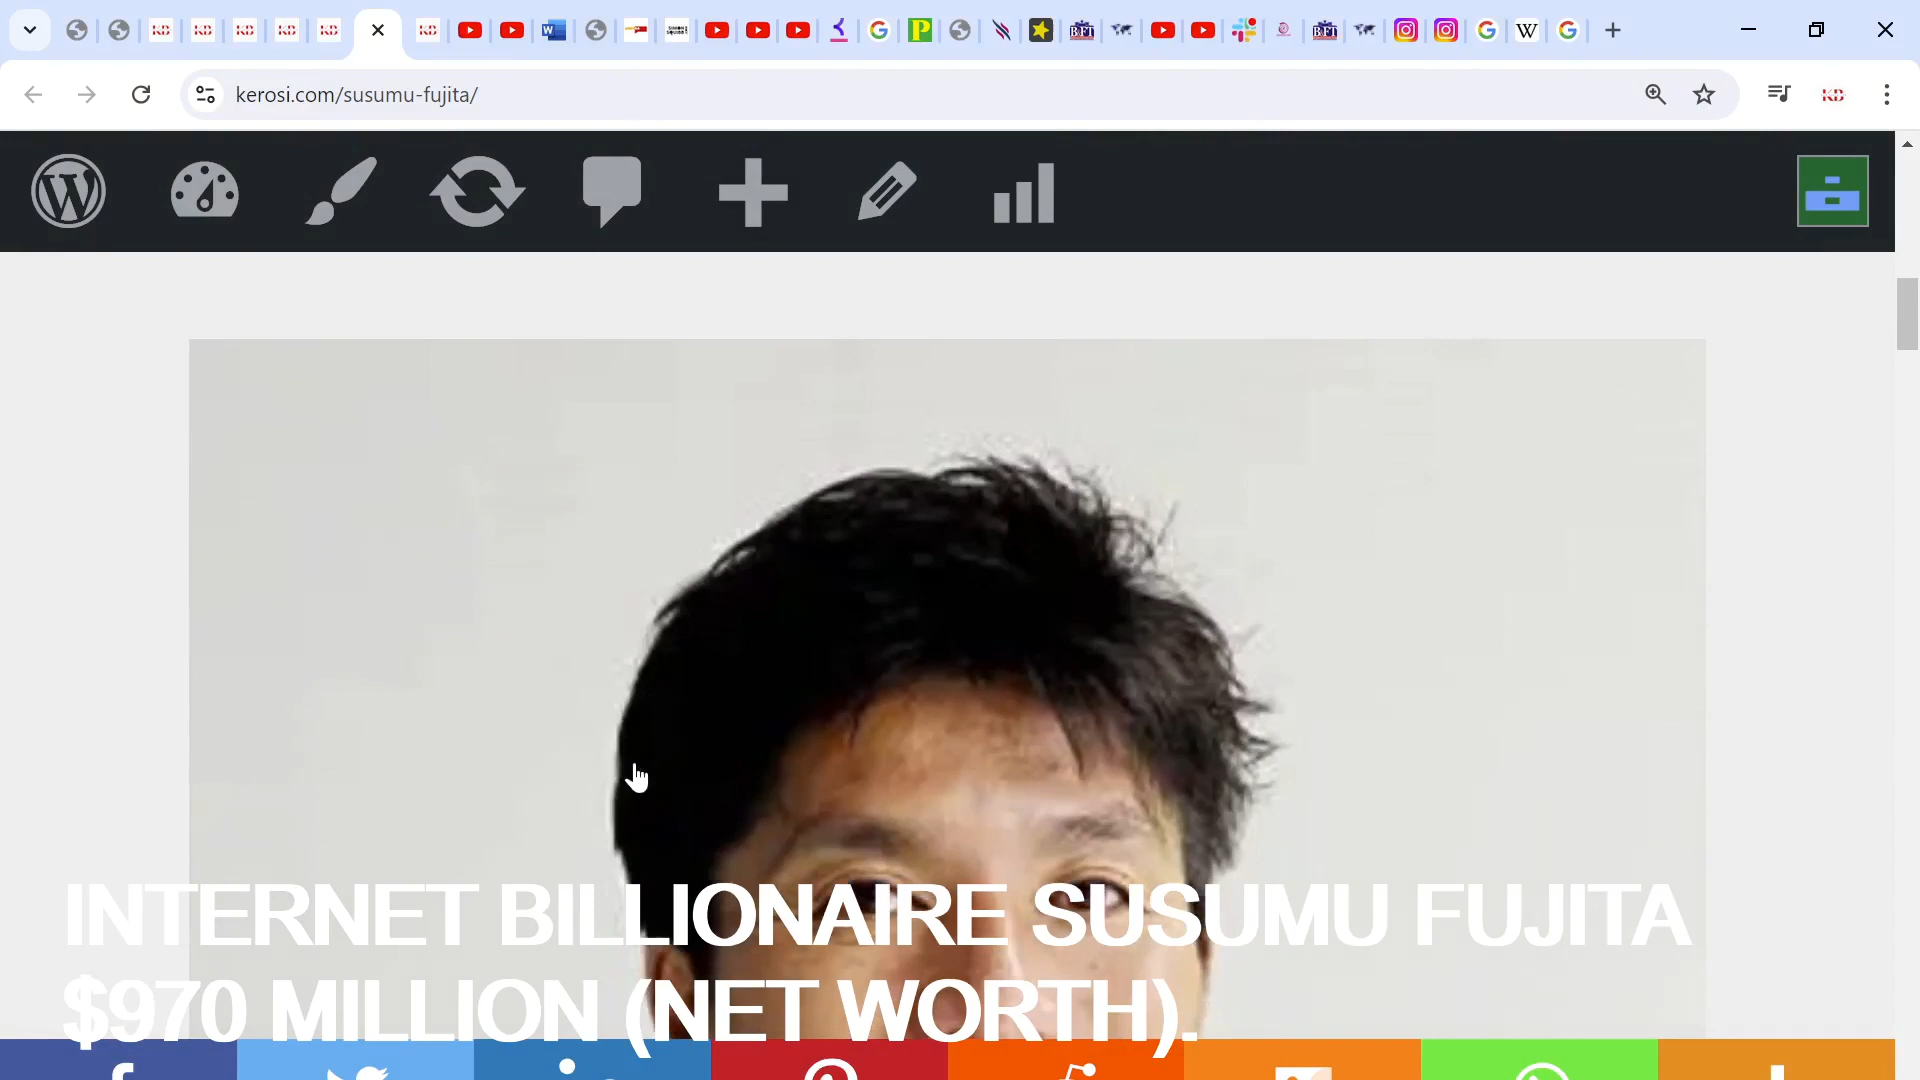 kerosi.com/susumu-fujita/
INTERNET BILLIONAIRE SUSUMU FUJITA
$970 MILLION (NET WORTH).